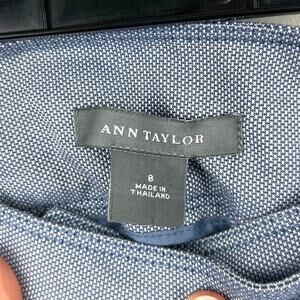 ANN TAYLOR
8
MADE IN
THAILAND